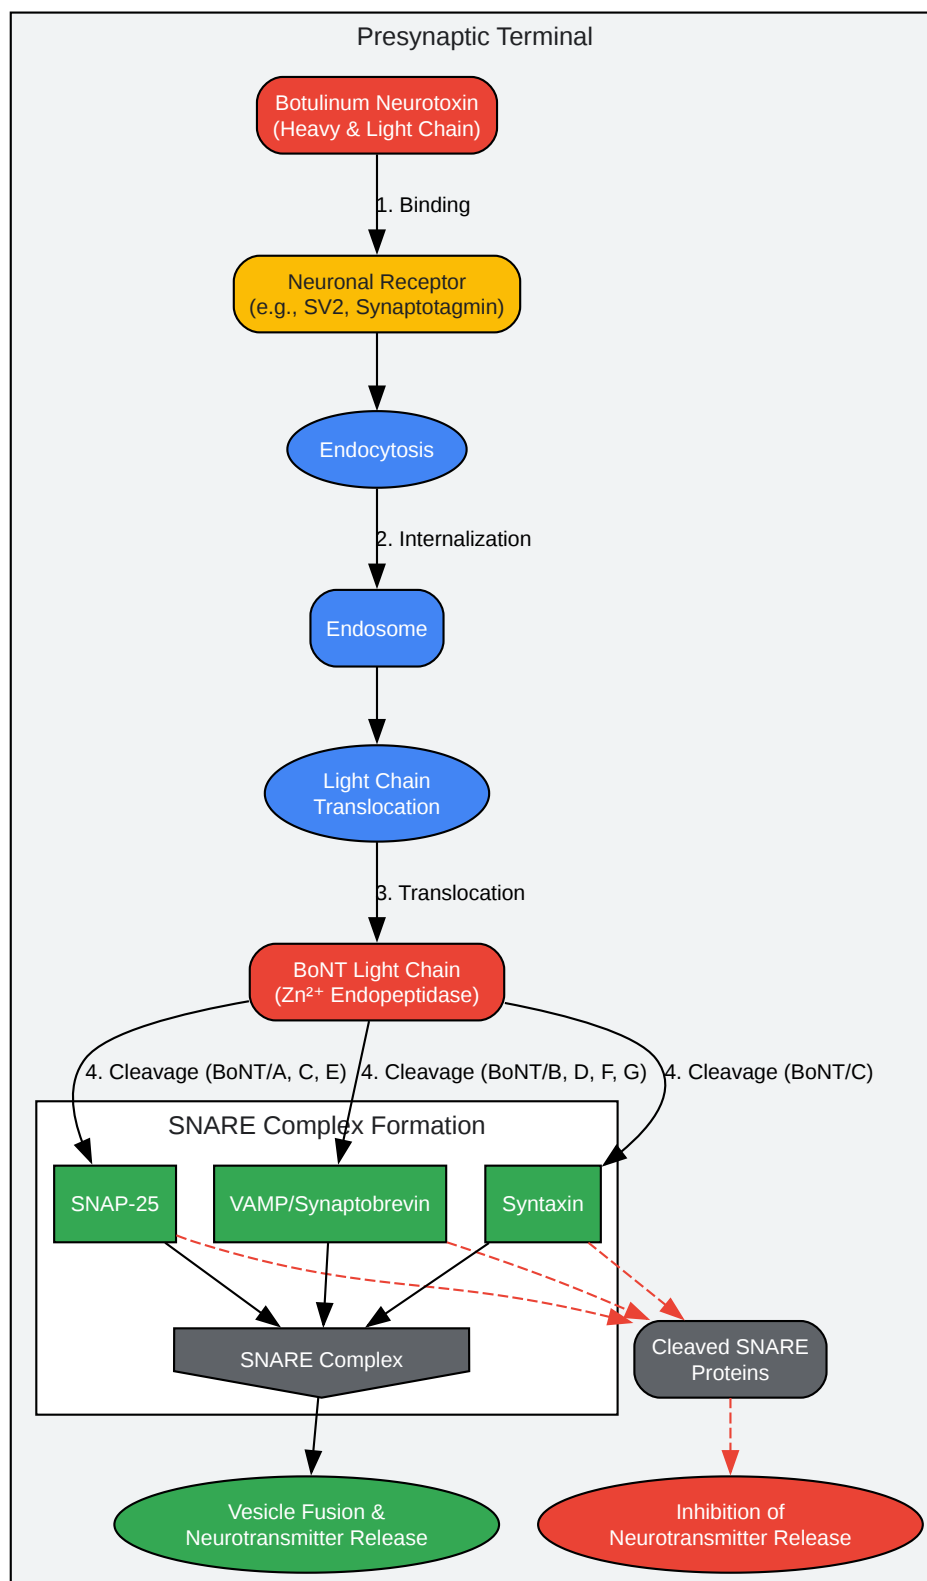 Presynaptic Terminal
Botulinum Neurotoxin
(Heavy & Light Chain)
1. Binding
Neuronal Receptor
(e.g., SV2, Synaptotagmin)
Endocytosis
2. Internalization
Endosome
Light Chain
Translocation
3. Translocation
BoNT Light Chain
(Zn²⁺ Endopeptidase)
4. Cleavage (BoNT/A, C, E)
4. Cleavage (BoNT/B, D, F, G)
4. Cleavage (BoNT/C)
SNARE Complex Formation
SNAP-25
VAMP/Synaptobrevin
Syntaxin
SNARE Complex
Cleaved SNARE
Proteins
Vesicle Fusion &
Neurotransmitter Release
Inhibition of
Neurotransmitter Release